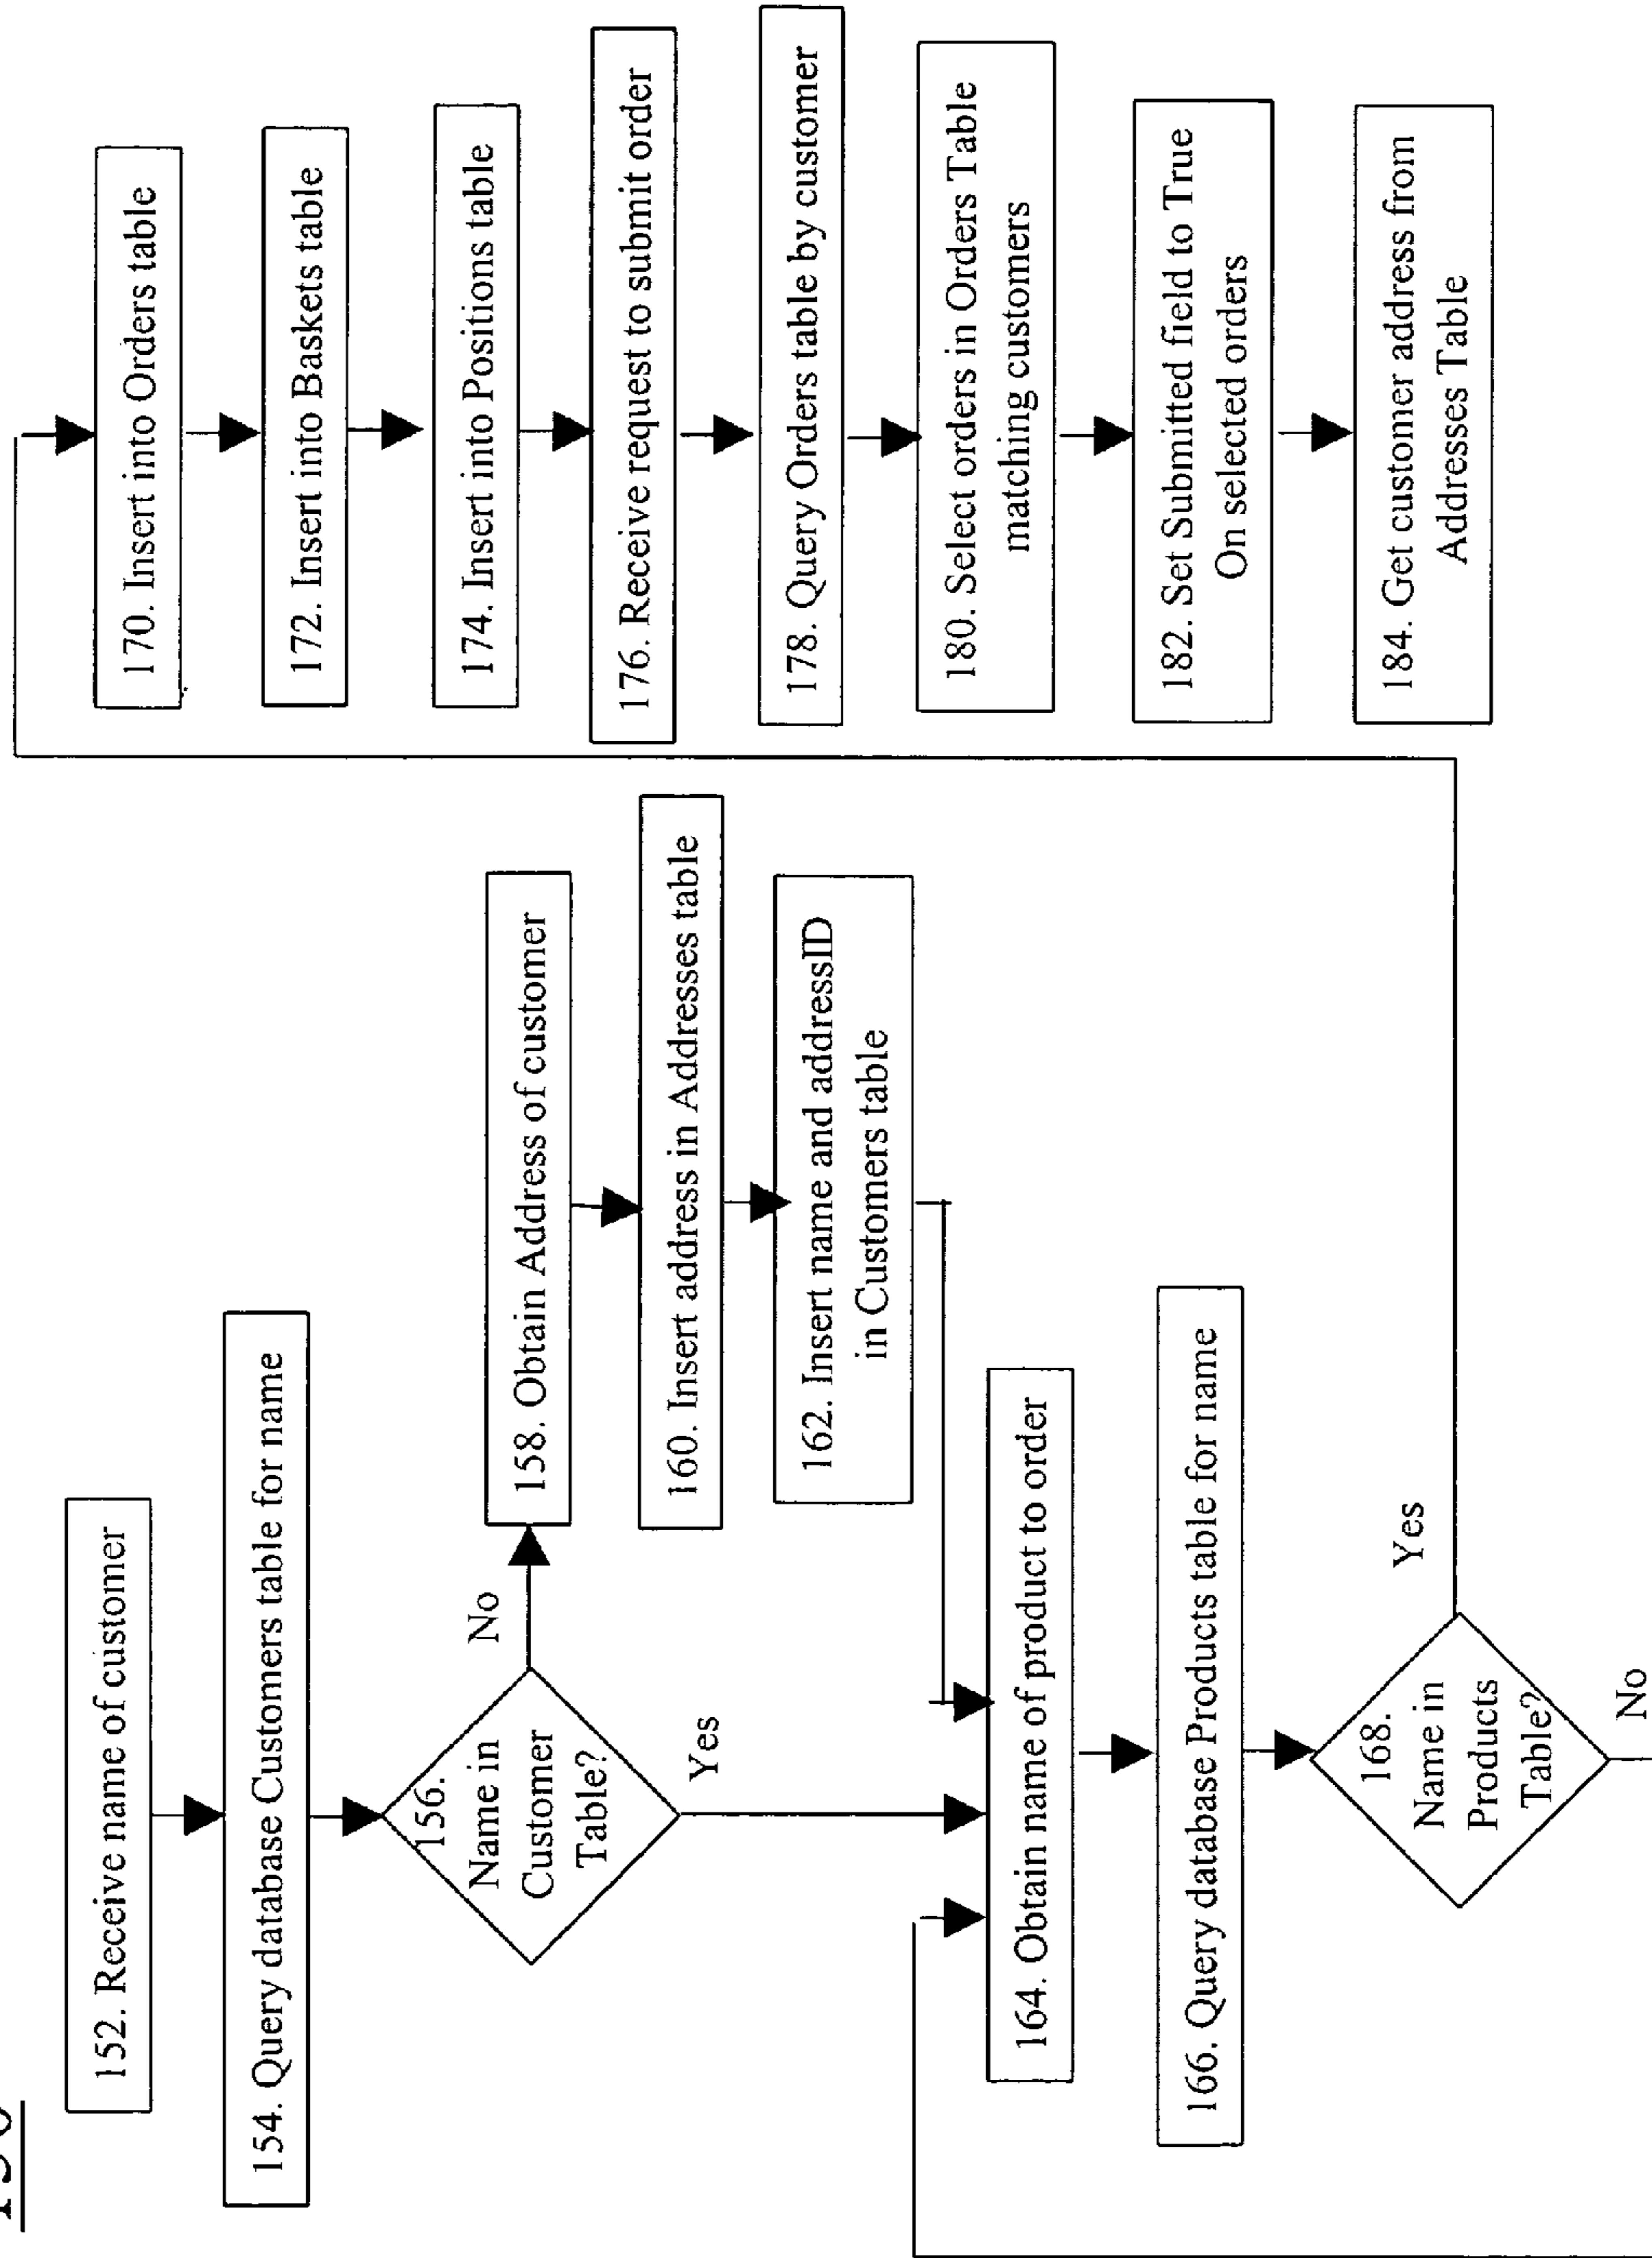 152. Receive name of customer
154. Query database Customers table for name
156.
Name in
Customer
Table?
No
Yes
158. Obtain Address of customer
160. Insert address in Addresses table
162. Insert name and addressID
in Customers table
164. Obtain name of product to order
166. Query database Products table for name
168.
Name in
Products
Table?
Yes
No
170. Insert into Orders table
172. Insert into Baskets table
174. Insert into Positions table
176. Receive request to submit order
178. Query Orders table by customer
180. Select orders in Orders Table
matching customers
182. Set Submitted field to True
On selected orders
184. Get customer address from
Addresses Table